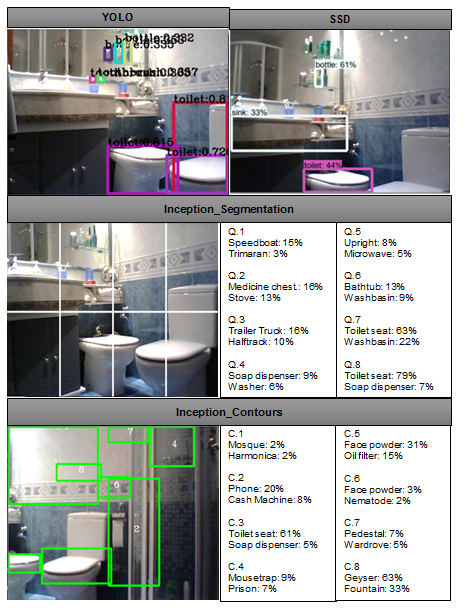 YOLO
SSD
bottle:0.332
toilet:0.8
toilet:0.615
toilet:0.72
bottle: 61%
sink: 33%
toilet: 44%
Inception_Segmentation
Q.1
Speedboat: 15%
Trimaran: 3%
Q.2
Medicine chest: 16%
Stove: 13%
Q.3
Trailer Truck: 16%
Halftrack: 10%
Q.4
Soap dispenser: 9%
Washer: 6%
Q.5
Upright: 8%
Microwave: 5%
Q.6
Bathtub: 13%
Washbasin: 9%
Q.7
Toilet seat: 63%
Washbasin: 22%
Q.8
Toilet seat: 79%
Soap dispenser: 7%
Inception_Contours
7
4
8
6
2
C.1
Mosque: 2%
Harmonica: 2%
C.2
Phone: 20%
Cash Machine: 8%
C.3
Toilet seat: 61%
Soap dispenser: 5%
C.4
Mousetrap: 9%
Prison: 7%
C.5
Face powder: 31%
Oil filter: 15%
C.6
Face powder: 3%
Nematode: 2%
C.7
Pedestal: 7%
Wardrove: 5%
C.8
Geyser: 63%
Fountain: 33%